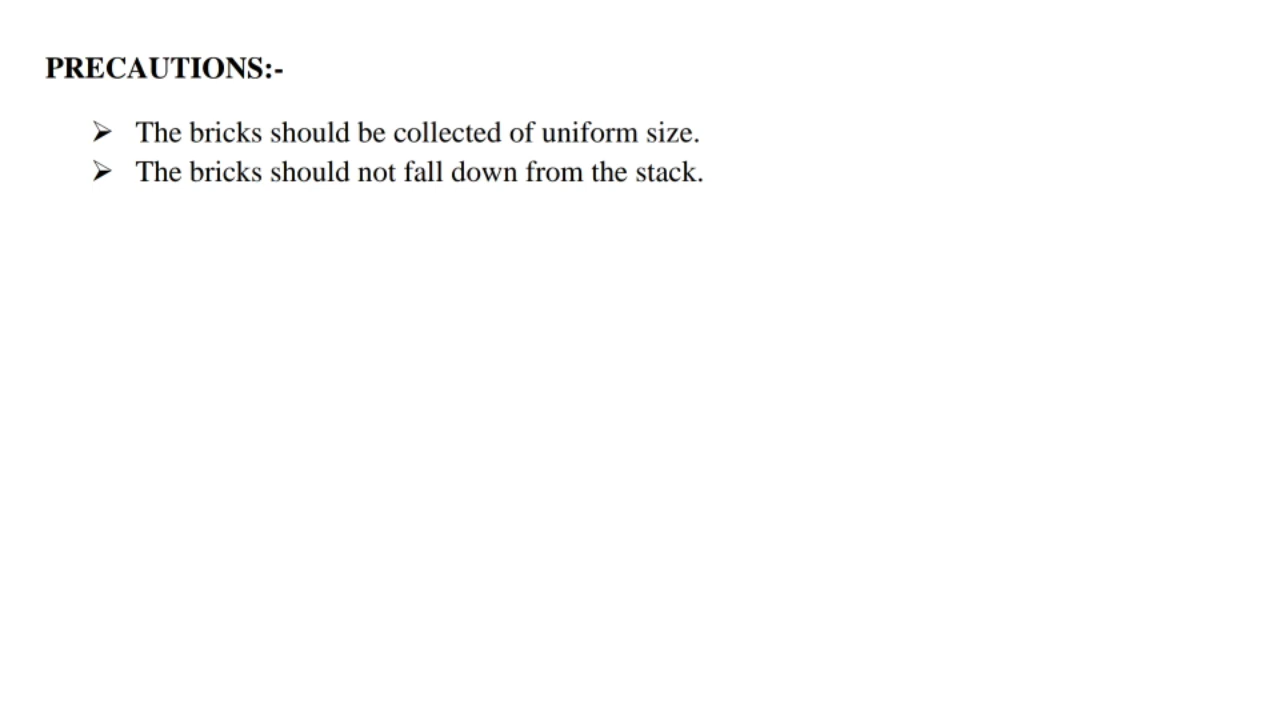 PRECAUTIONS:-
➢ The bricks should be collected of uniform size.
➢ The bricks should not fall down from the stack.